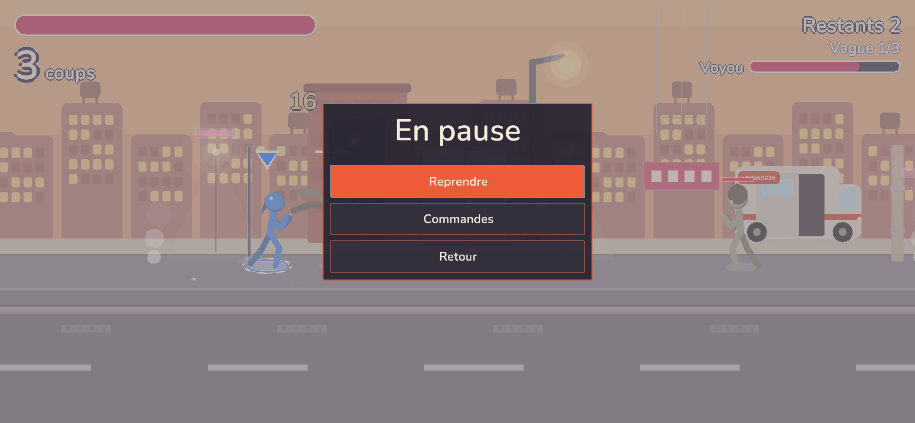 Restants 2
Vague 1/3
Voyou
3 coups
16
En pause
Reprendre
Commandes
Retour